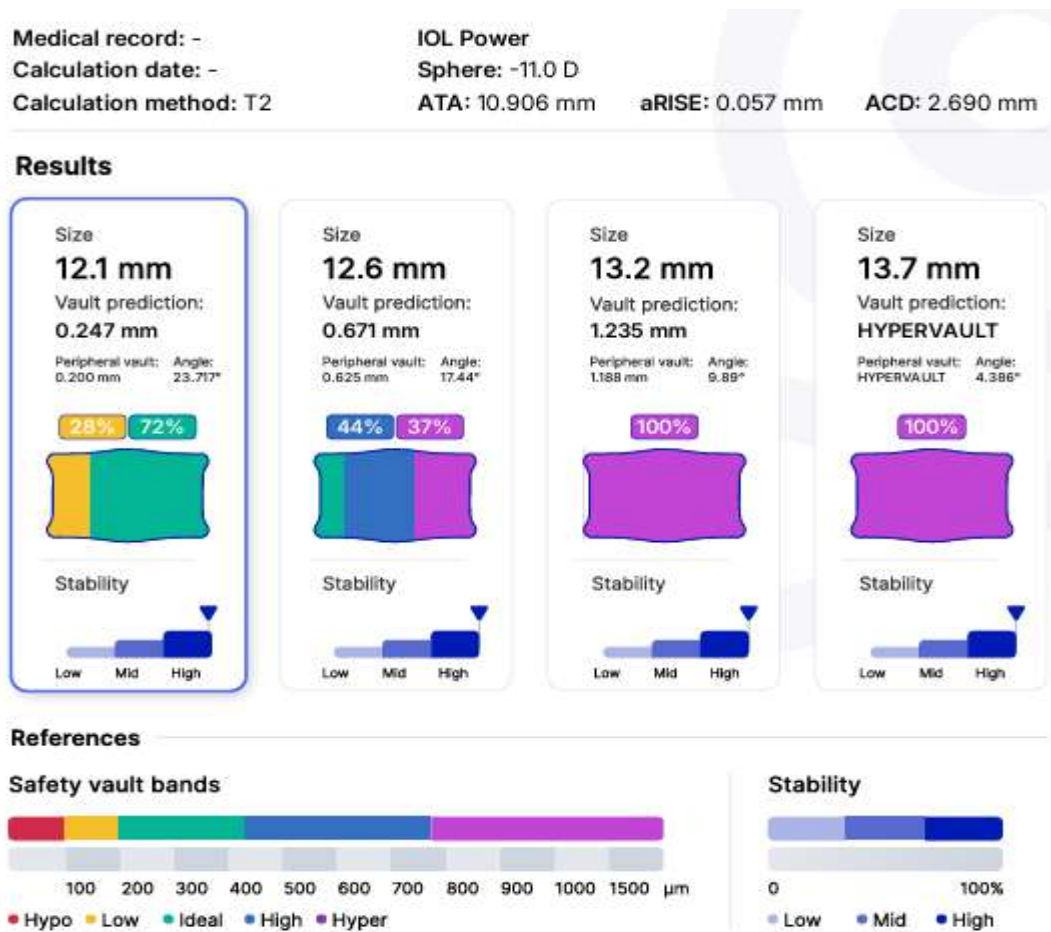 Medical record: -
IOL Power
Calculation date: -
Sphere: -11.0 D
Calculation method: T2
ATA: 10.906 mm
aRISE: 0.057 mm
ACD: 2.690 mm
Results
Size
12.1 mm
Vault prediction:
0.247 mm
Peripheral vault: Angle:
0.200 mm 23.717°
28% 72%
Stability
Low Mid High
Size
12.6 mm
Vault prediction:
0.671 mm
Peripheral vault: Angle:
0.625 mm 17.44°
44% 37%
Stability
Low Mid High
Size
13.2 mm
Vault prediction:
1.235 mm
Peripheral vault: Angle:
1.188 mm 9.89°
100%
Stability
Low Mid High
Size
13.7 mm
Vault prediction:
HYPERVAULT
Peripheral vault: Angle:
HYPERVAULT 4.386°
100%
Stability
Low Mid High
References
Safety vault bands
100 200 300 400 500 600 700 800 900 1000 1500 µm
Hypo Low Ideal High Hyper
Stability
0 100%
Low Mid High